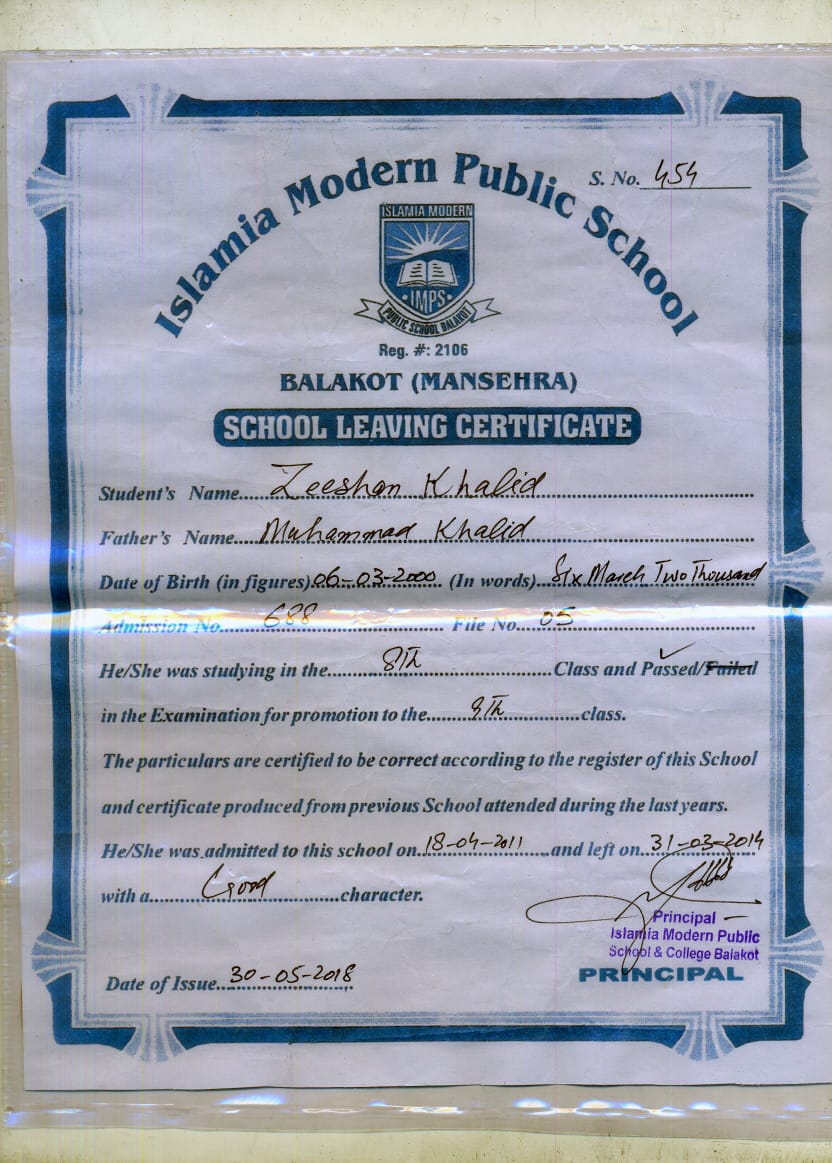 Islamia Modern Public School
S. No. 454
ISLAMIA MODERN
IMPS
PUBLIC SCHOOL BALAKOT
Reg. #: 2106
BALAKOT (MANSEHRA)
SCHOOL LEAVING CERTIFICATE
Student's Name....Zeeshan Khalid
Father's Name....Muhammad Khalid
Date of Birth (in figures) 06-03-2000 (In words)...Six March Two Thousand
Admission No....688 File No....05
He/She was studying in the....8Th....Class and Passed/Failed
in the Examination for promotion to the....9Th....class.
The particulars are certified to be correct according to the register of this School
and certificate produced from previous School attended during the last years.
He/She was admitted to this school on...18-04-2011....and left on...31-03-2014
with a....Good....character.
Principal
Islamia Modern Public
School & College Balakot
PRINCIPAL
Date of Issue...30-05-2018